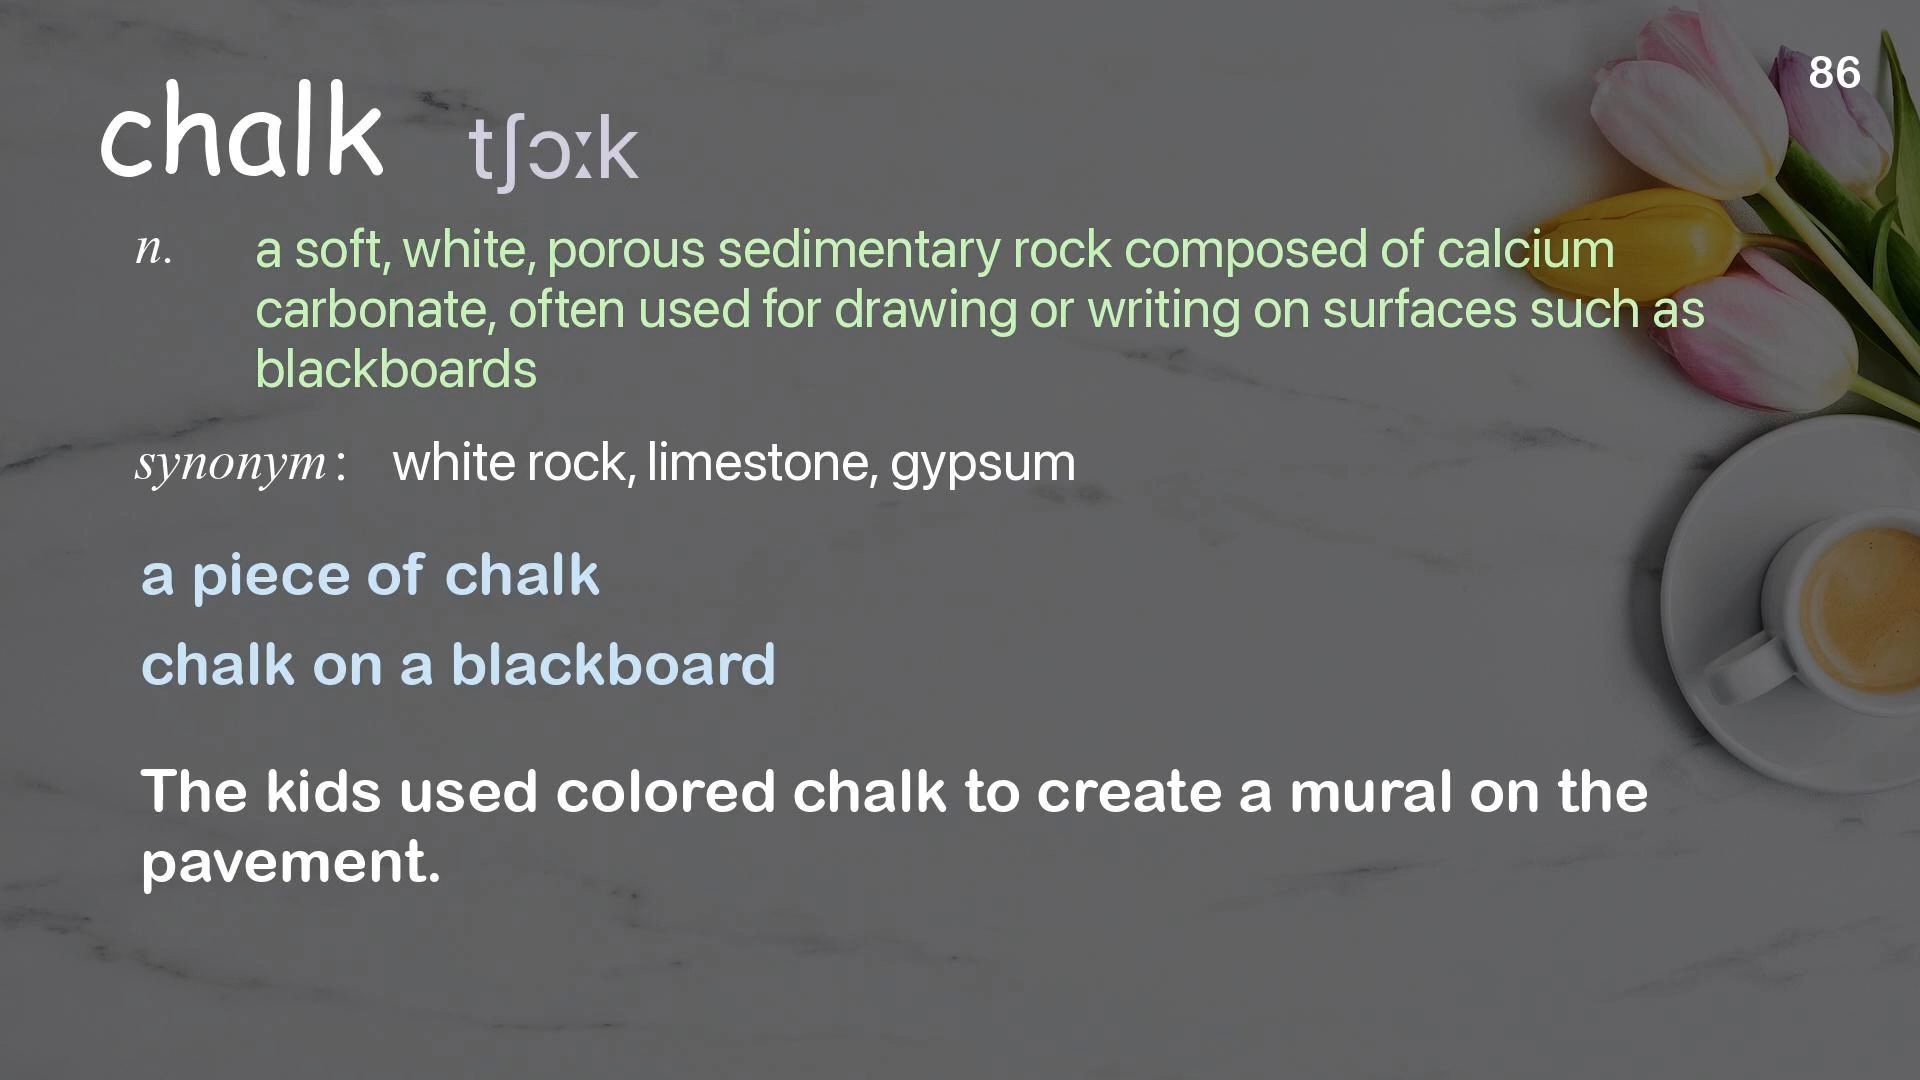 86
chalk tʃɔːk
n. a soft, white, porous sedimentary rock composed of calcium
carbonate, often used for drawing or writing on surfaces such as
blackboards
synonym: white rock, limestone, gypsum
a piece of chalk
chalk on a blackboard
The kids used colored chalk to create a mural on the
pavement.